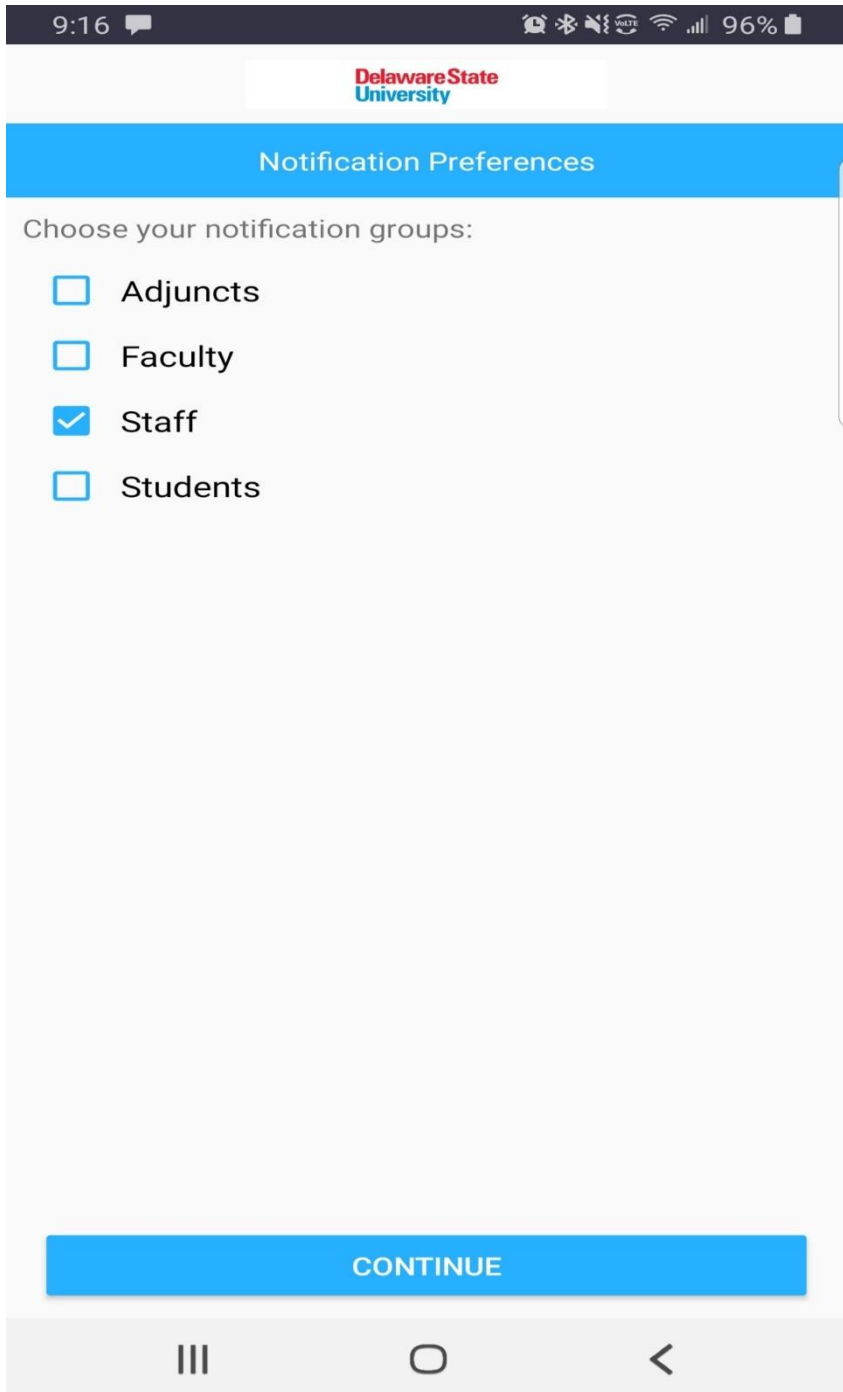 9:16 96%
Delaware State
University
Notification Preferences
Choose your notification groups:
Adjuncts
Faculty
Staff
Students
CONTINUE